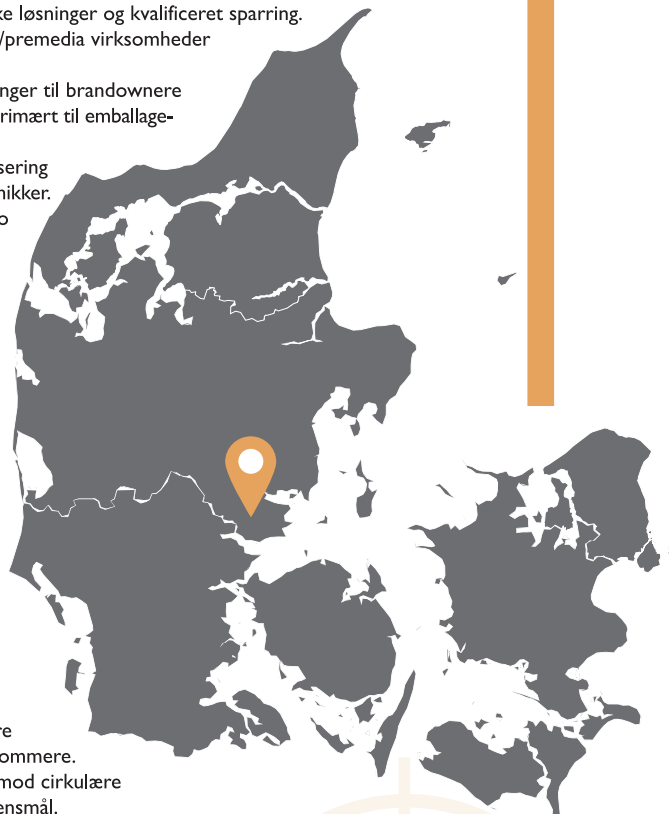 ke løsninger og kvalificeret sparring.
/premedia virksomheder
nger til brandownere
rimært til emballage-
sering
nikker.
o
re
ommere.
mod cirkulære
ensmål.